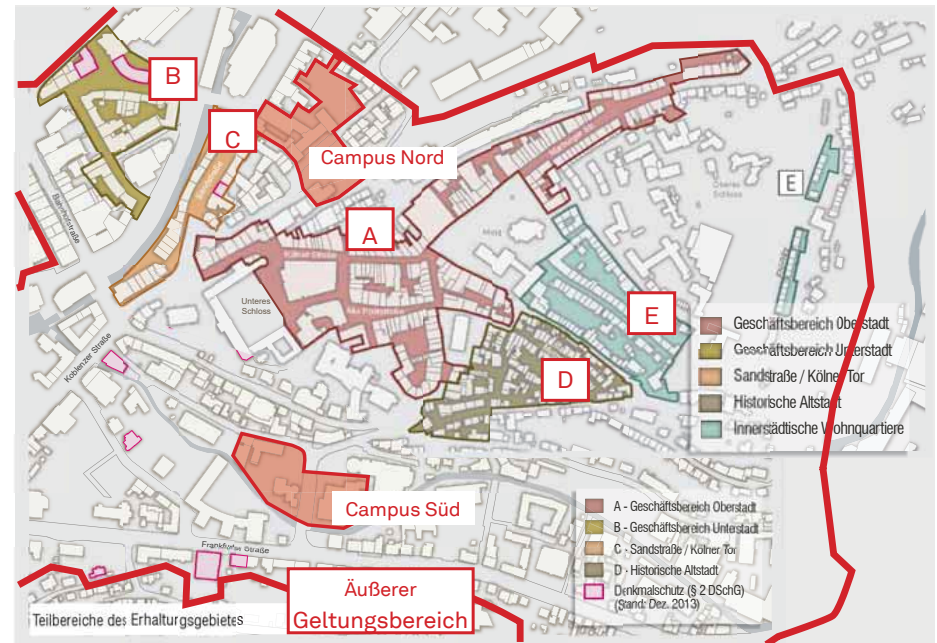 B
C
Campus Nord
A
E
Bahnhofstraße
Oberes
Schloss
Unteres
Schloss
Koblenzer Straße
E
D
Geschäftsbereich Oberstadt
Geschäftsbereich Unterstadt
Sandstraße / Kölner Tor
Historische Altstadt
Innerstädtische Wohnquartiere
Campus Süd
A - Geschäftsbereich Oberstadt
B - Geschäftsbereich Unterstadt
C - Sandstraße / Kölner Tor
D - Historische Altstadt
Denkmalschutz (§ 2 DSchG)
(Stand: Dez. 2013)
Frankfurter Straße
Äußerer
Geltungsbereich
Teilbereiche des Erhaltungsgebietes